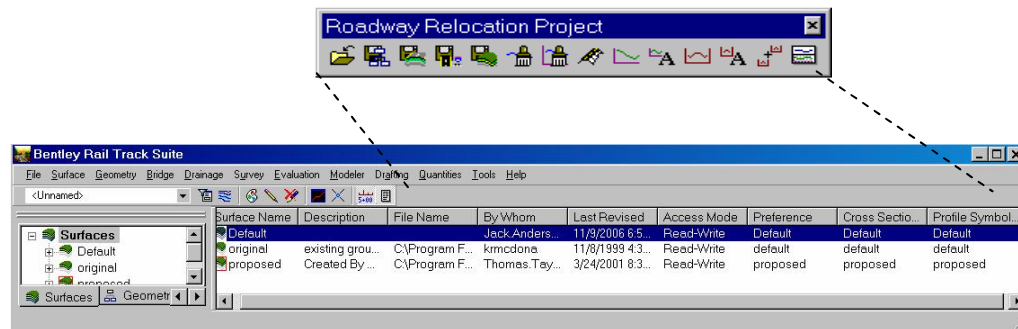 Roadway Relocation Project
Bentley Rail Track Suite
File Surface Geometry Bridge Drainage Survey Evaluation Modeler Drafting Quantities Tools Help
<Unnamed>
Surface Name Description File Name By Whom Last Revised Access Mode Preference Cross Sectio... Profile Symbol...
Default Jack.Anders... 11/9/2006 6:5... Read-Write Default Default Default
original existing grou... C:\Program F... krmcdona 11/8/1999 4:3... Read-Write default default default
proposed Created By ... C:\Program F... Thomas.Tay... 3/24/2001 8:3... Read-Write proposed proposed proposed
Surfaces
Default
original
proposed
Surfaces Geometr